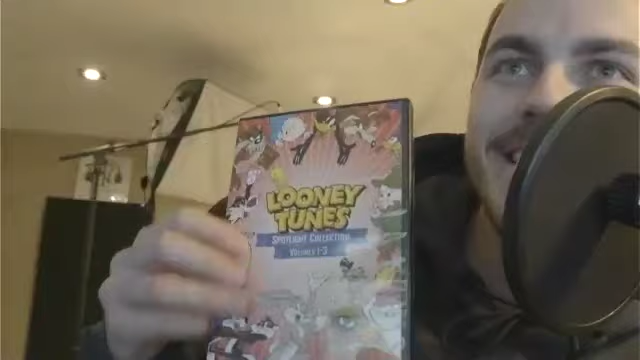 LOONEY
TUNES
SPOTLIGHT COLLECTION
VOLUMES 1-3